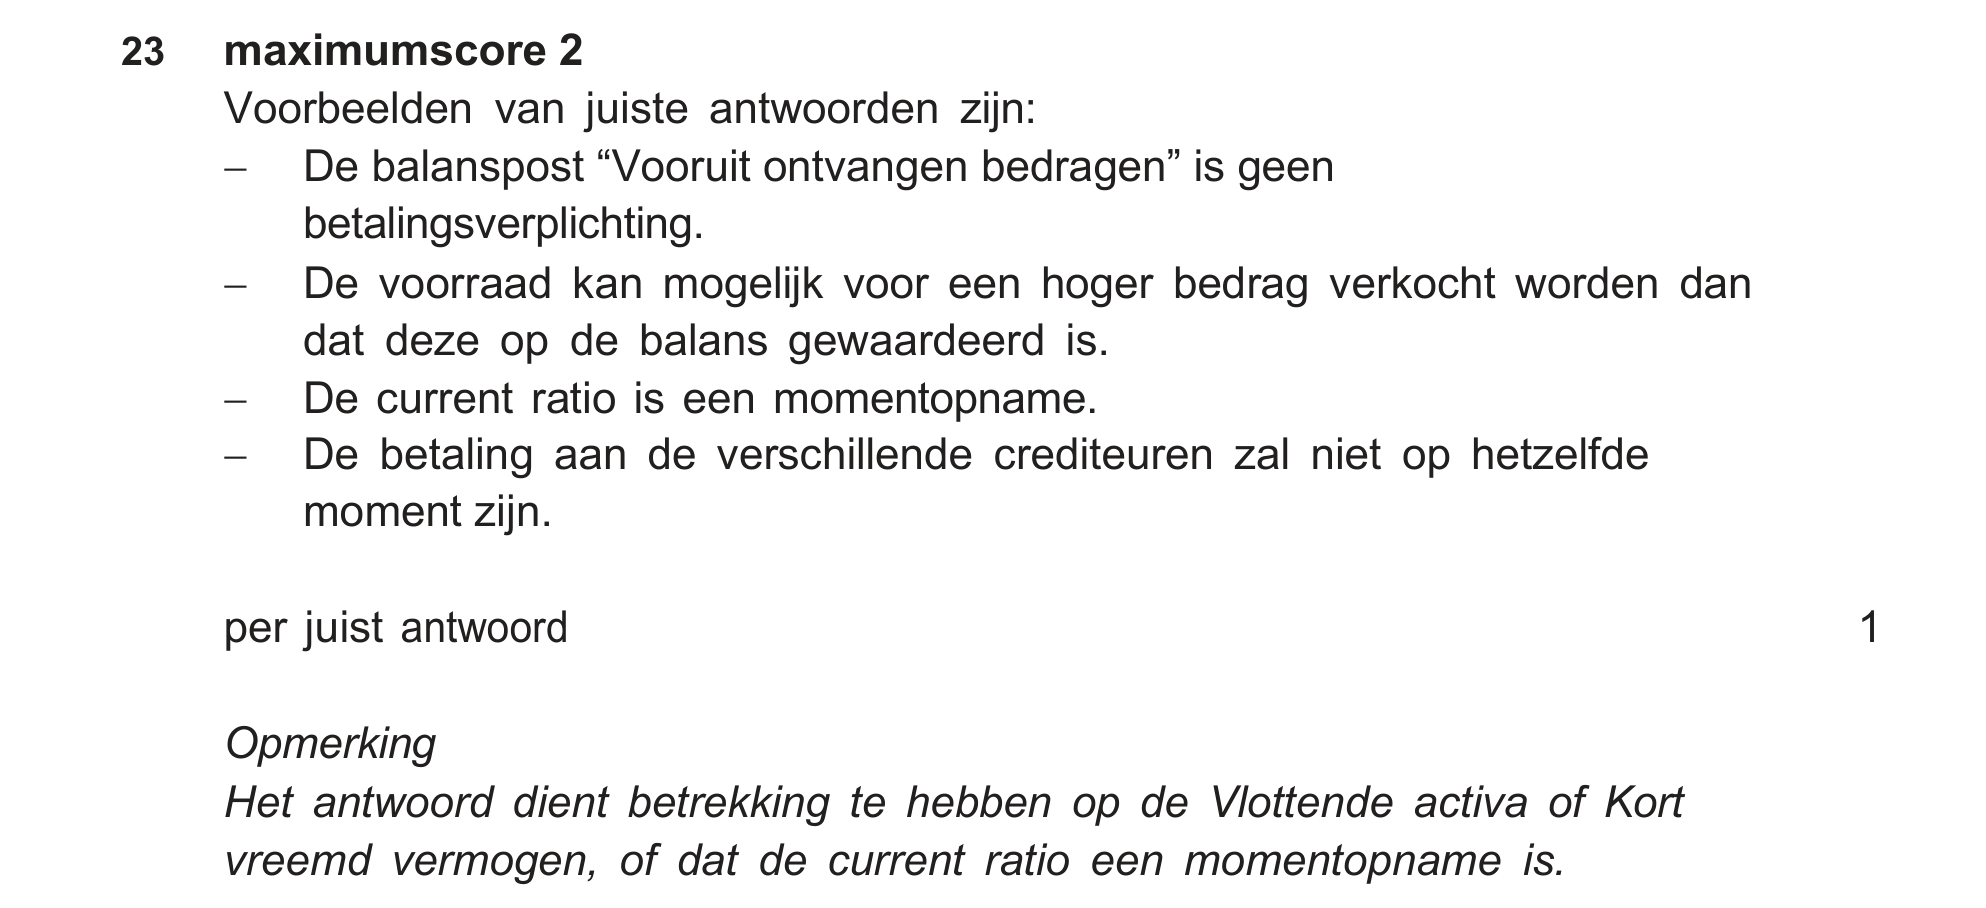 23 maximumscore 2
Voorbeelden van juiste antwoorden zijn:
− De balanspost “Vooruit ontvangen bedragen” is geen
betalingsverplichting.
− De voorraad kan mogelijk voor een hoger bedrag verkocht worden dan
dat deze op de balans gewaardeerd is.
− De current ratio is een momentopname.
− De betaling aan de verschillende crediteuren zal niet op hetzelfde
moment zijn.
per juist antwoord 1
Opmerking
Het antwoord dient betrekking te hebben op de Vlottende activa of Kort
vreemd vermogen, of dat de current ratio een momentopname is.